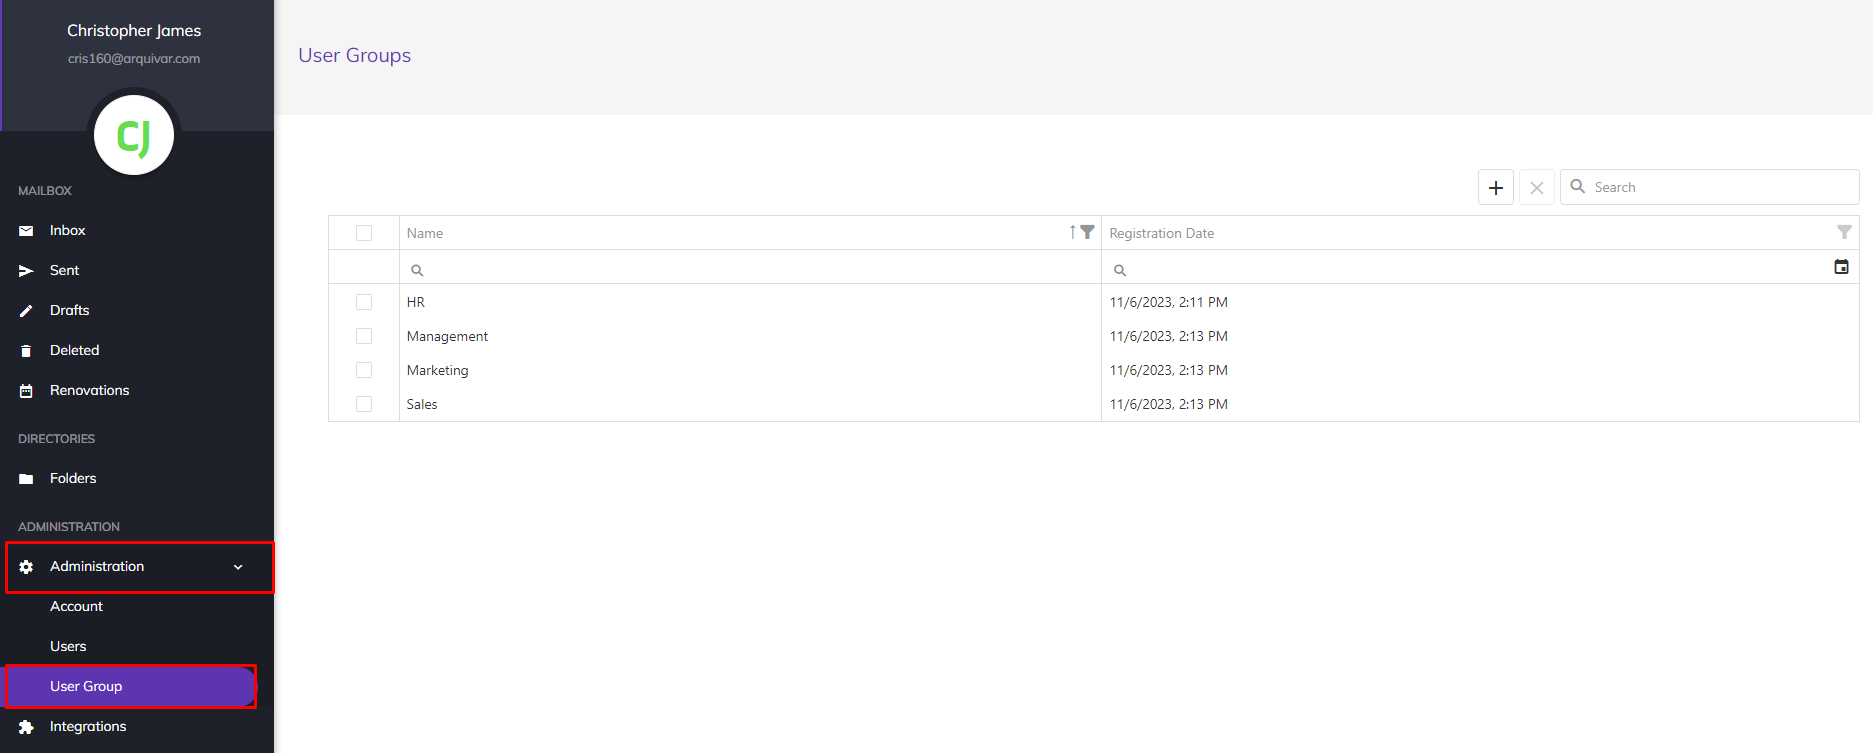 Christopher James
cris160@arquivar.com
CJ
MAILBOX
Inbox
Sent
Drafts
Deleted
Renovations
DIRECTORIES
Folders
ADMINISTRATION
Administration
Account
Users
User Group
Integrations
User Groups
Search
Name Registration Date
HR 11/6/2023, 2:11 PM
Management 11/6/2023, 2:13 PM
Marketing 11/6/2023, 2:13 PM
Sales 11/6/2023, 2:13 PM